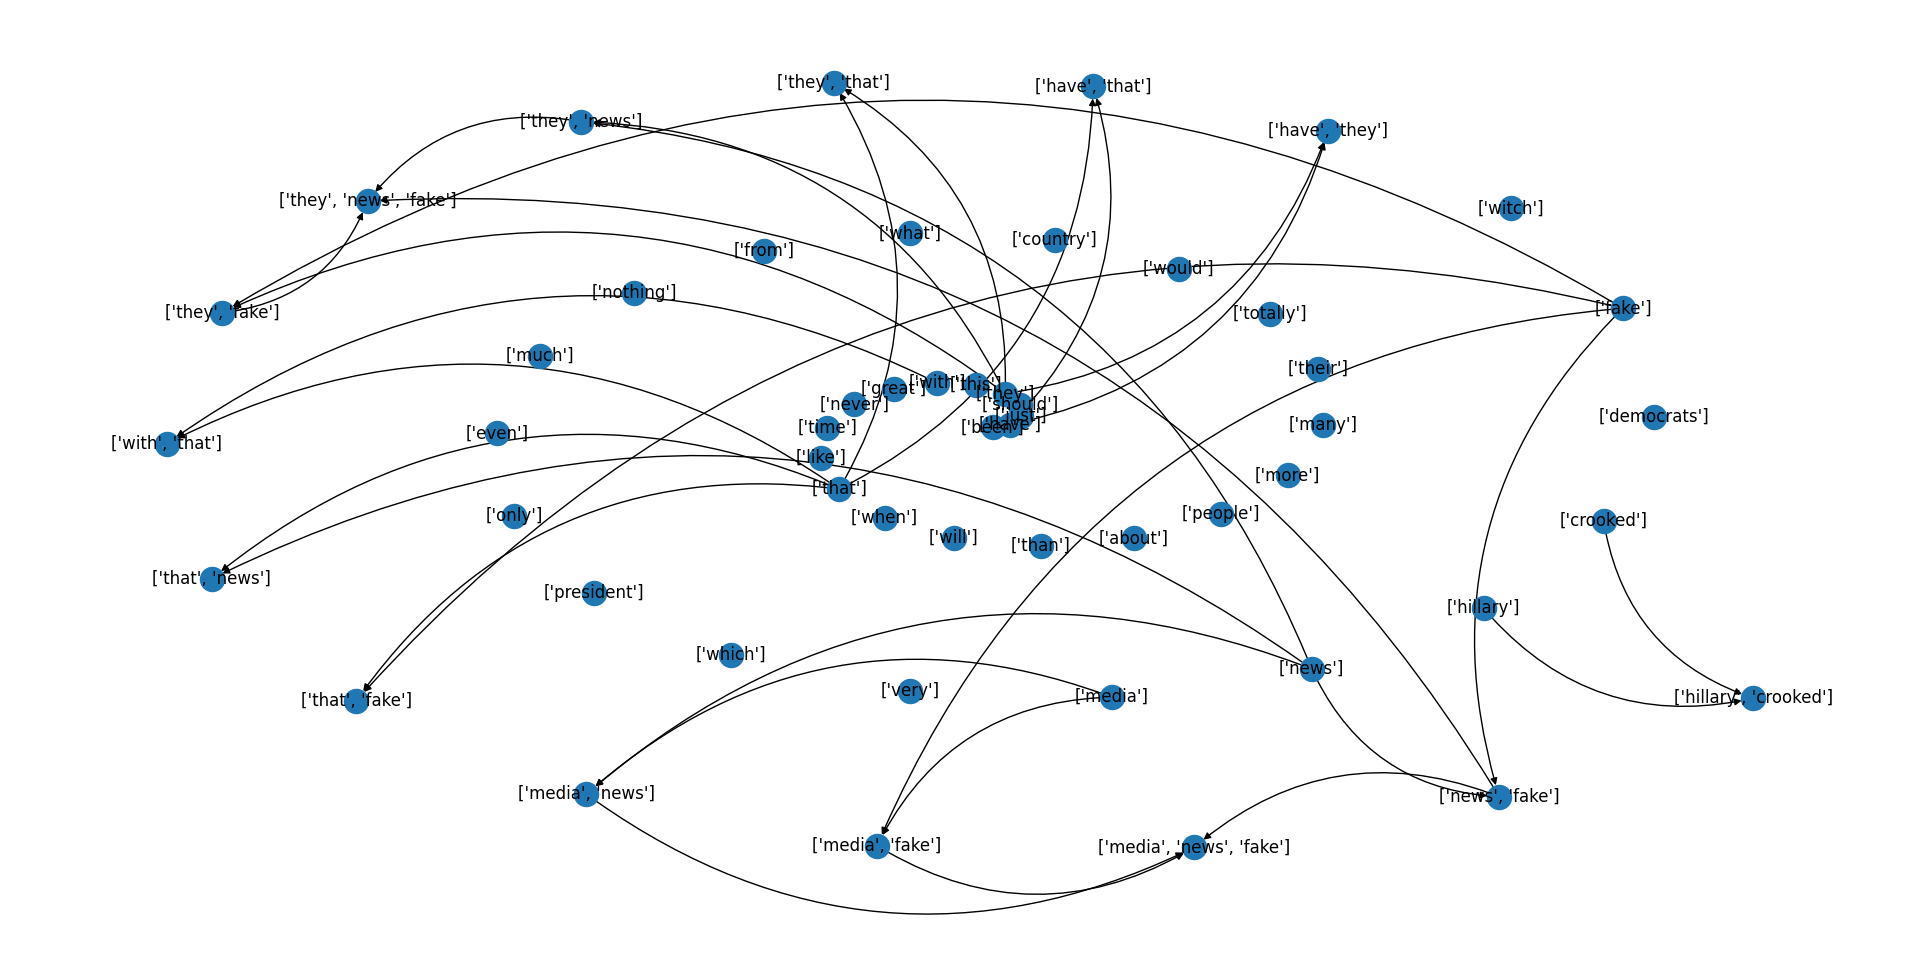 ['they', 'that']
['have', 'that']
['they', 'news']
['have', 'they']
['they', 'news', 'fake']
['witch']
['what']
['country']
['from']
['would']
['nothing']
['they', 'fake']
['totally']
['fake']
['much']
['their']
['with']
['this']
['great']
['they']
['never']
['should']
['just']
['have']
['been']
['time']
['many']
['democrats']
['even']
['with', 'that']
['like']
['more']
['that']
['only']
['when']
['people']
['crooked']
['will']
['than']
['about']
['that', 'news']
['president']
['hillary']
['which']
['news']
['very']
['media']
['that', 'fake']
['hillary', 'crooked']
['media', 'news']
['news', 'fake']
['media', 'fake']
['media', 'news', 'fake']